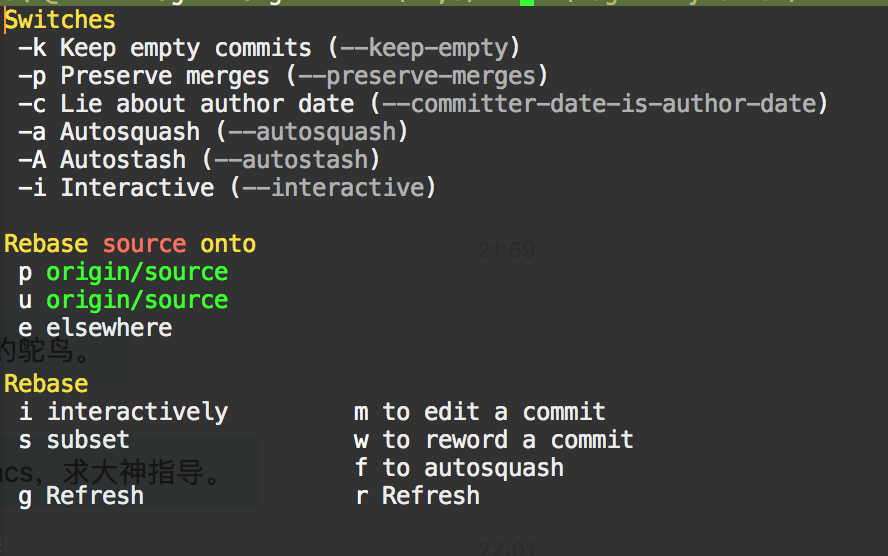 Switches
-k Keep empty commits (--keep-empty)
-p Preserve merges (--preserve-merges)
-c Lie about author date (--committer-date-is-author-date)
-a Autosquash (--autosquash)
-A Autostash (--autostash)
-i Interactive (--interactive)
21:59
Rebase source onto
p origin/source
u origin/source
e elsewhere
的鸵鸟。
Rebase
i interactively m to edit a commit
s subset w to reword a commit
f to autosquash
acs，求大神指导。
g Refresh r Refresh
22:01